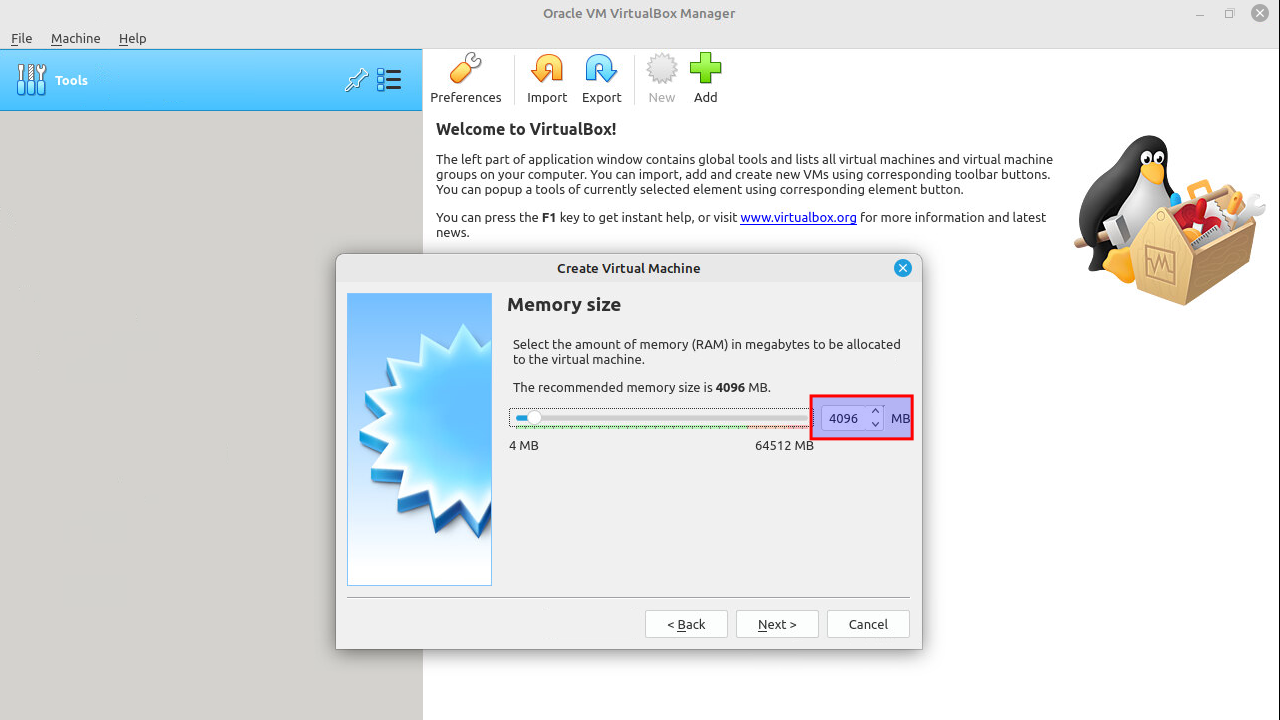 Oracle VM VirtualBox Manager
File Machine Help
Tools
Preferences Import Export New Add
Welcome to VirtualBox!
The left part of application window contains global tools and lists all virtual machines and virtual machine
groups on your computer. You can import, add and create new VMs using corresponding toolbar buttons.
You can popup a tools of currently selected element using corresponding element button.
You can press the F1 key to get instant help, or visit www.virtualbox.org for more information and latest
news.
Create Virtual Machine
Memory size
Select the amount of memory (RAM) in megabytes to be allocated
to the virtual machine.
The recommended memory size is 4096 MB.
4096 MB
4 MB 64512 MB
< Back Next > Cancel